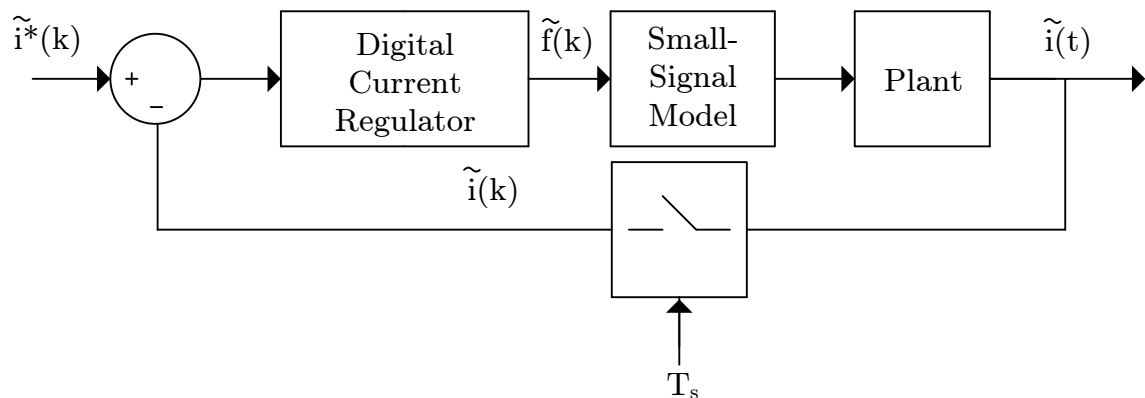 ĩ*(k)
+
−
Digital
Current
Regulator
f̃(k)
Small-
Signal
Model
Plant
ĩ(t)
ĩ(k)
Tₛ